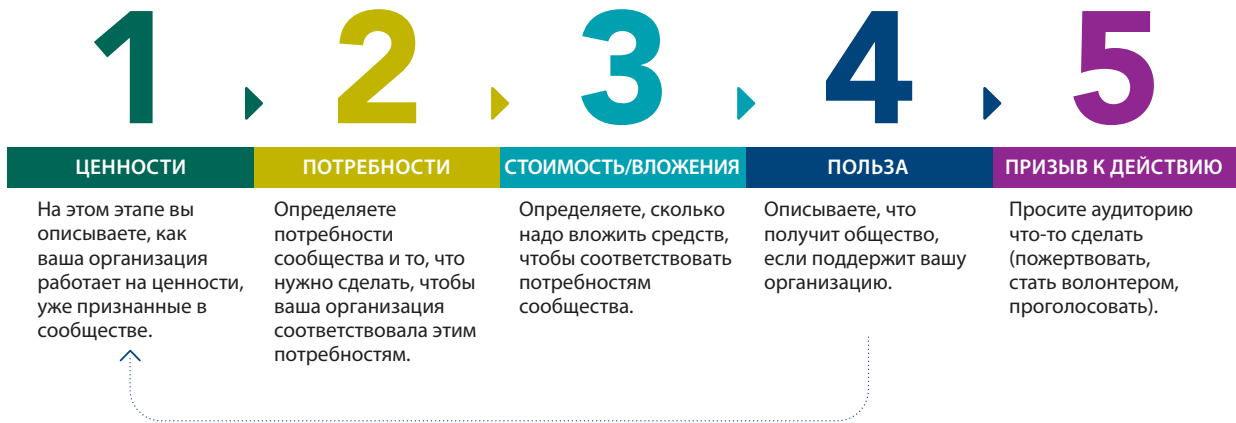 1
2
3
4
5
ЦЕННОСТИ
ПОТРЕБНОСТИ
СТОИМОСТЬ/ВЛОЖЕНИЯ
ПОЛЬЗА
ПРИЗЫВ К ДЕЙСТВИЮ
На этом этапе вы
описываете, как
ваша организация
работает на ценности,
уже признанные в
сообществе.
Определяете
потребности
сообщества и то, что
нужно сделать, чтобы
ваша организация
соответствовала этим
потребностям.
Определяете, сколько
надо вложить средств,
чтобы соответствовать
потребностям
сообщества.
Описываете, что
получит общество,
если поддержит вашу
организацию.
Просите аудиторию
что-то сделать
(пожертвовать,
стать волонтером,
проголосовать).